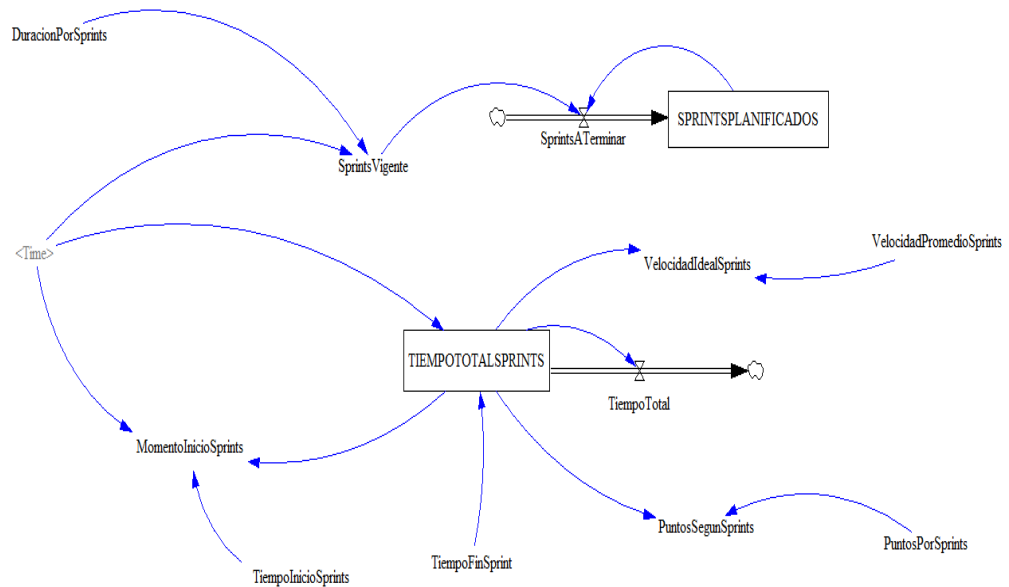 DuracionPorSprints
SPRINTSPLANIFICADOS
SprintsATerminar
SprintsVigente
<Time>
VelocidadPromedioSprints
VelocidadIdealSprints
TIEMPOTOTALSPRINTS
TiempoTotal
MomentoInicioSprints
PuntosSegunSprints
PuntosPorSprints
TiempoFinSprint
TiempoInicioSprints